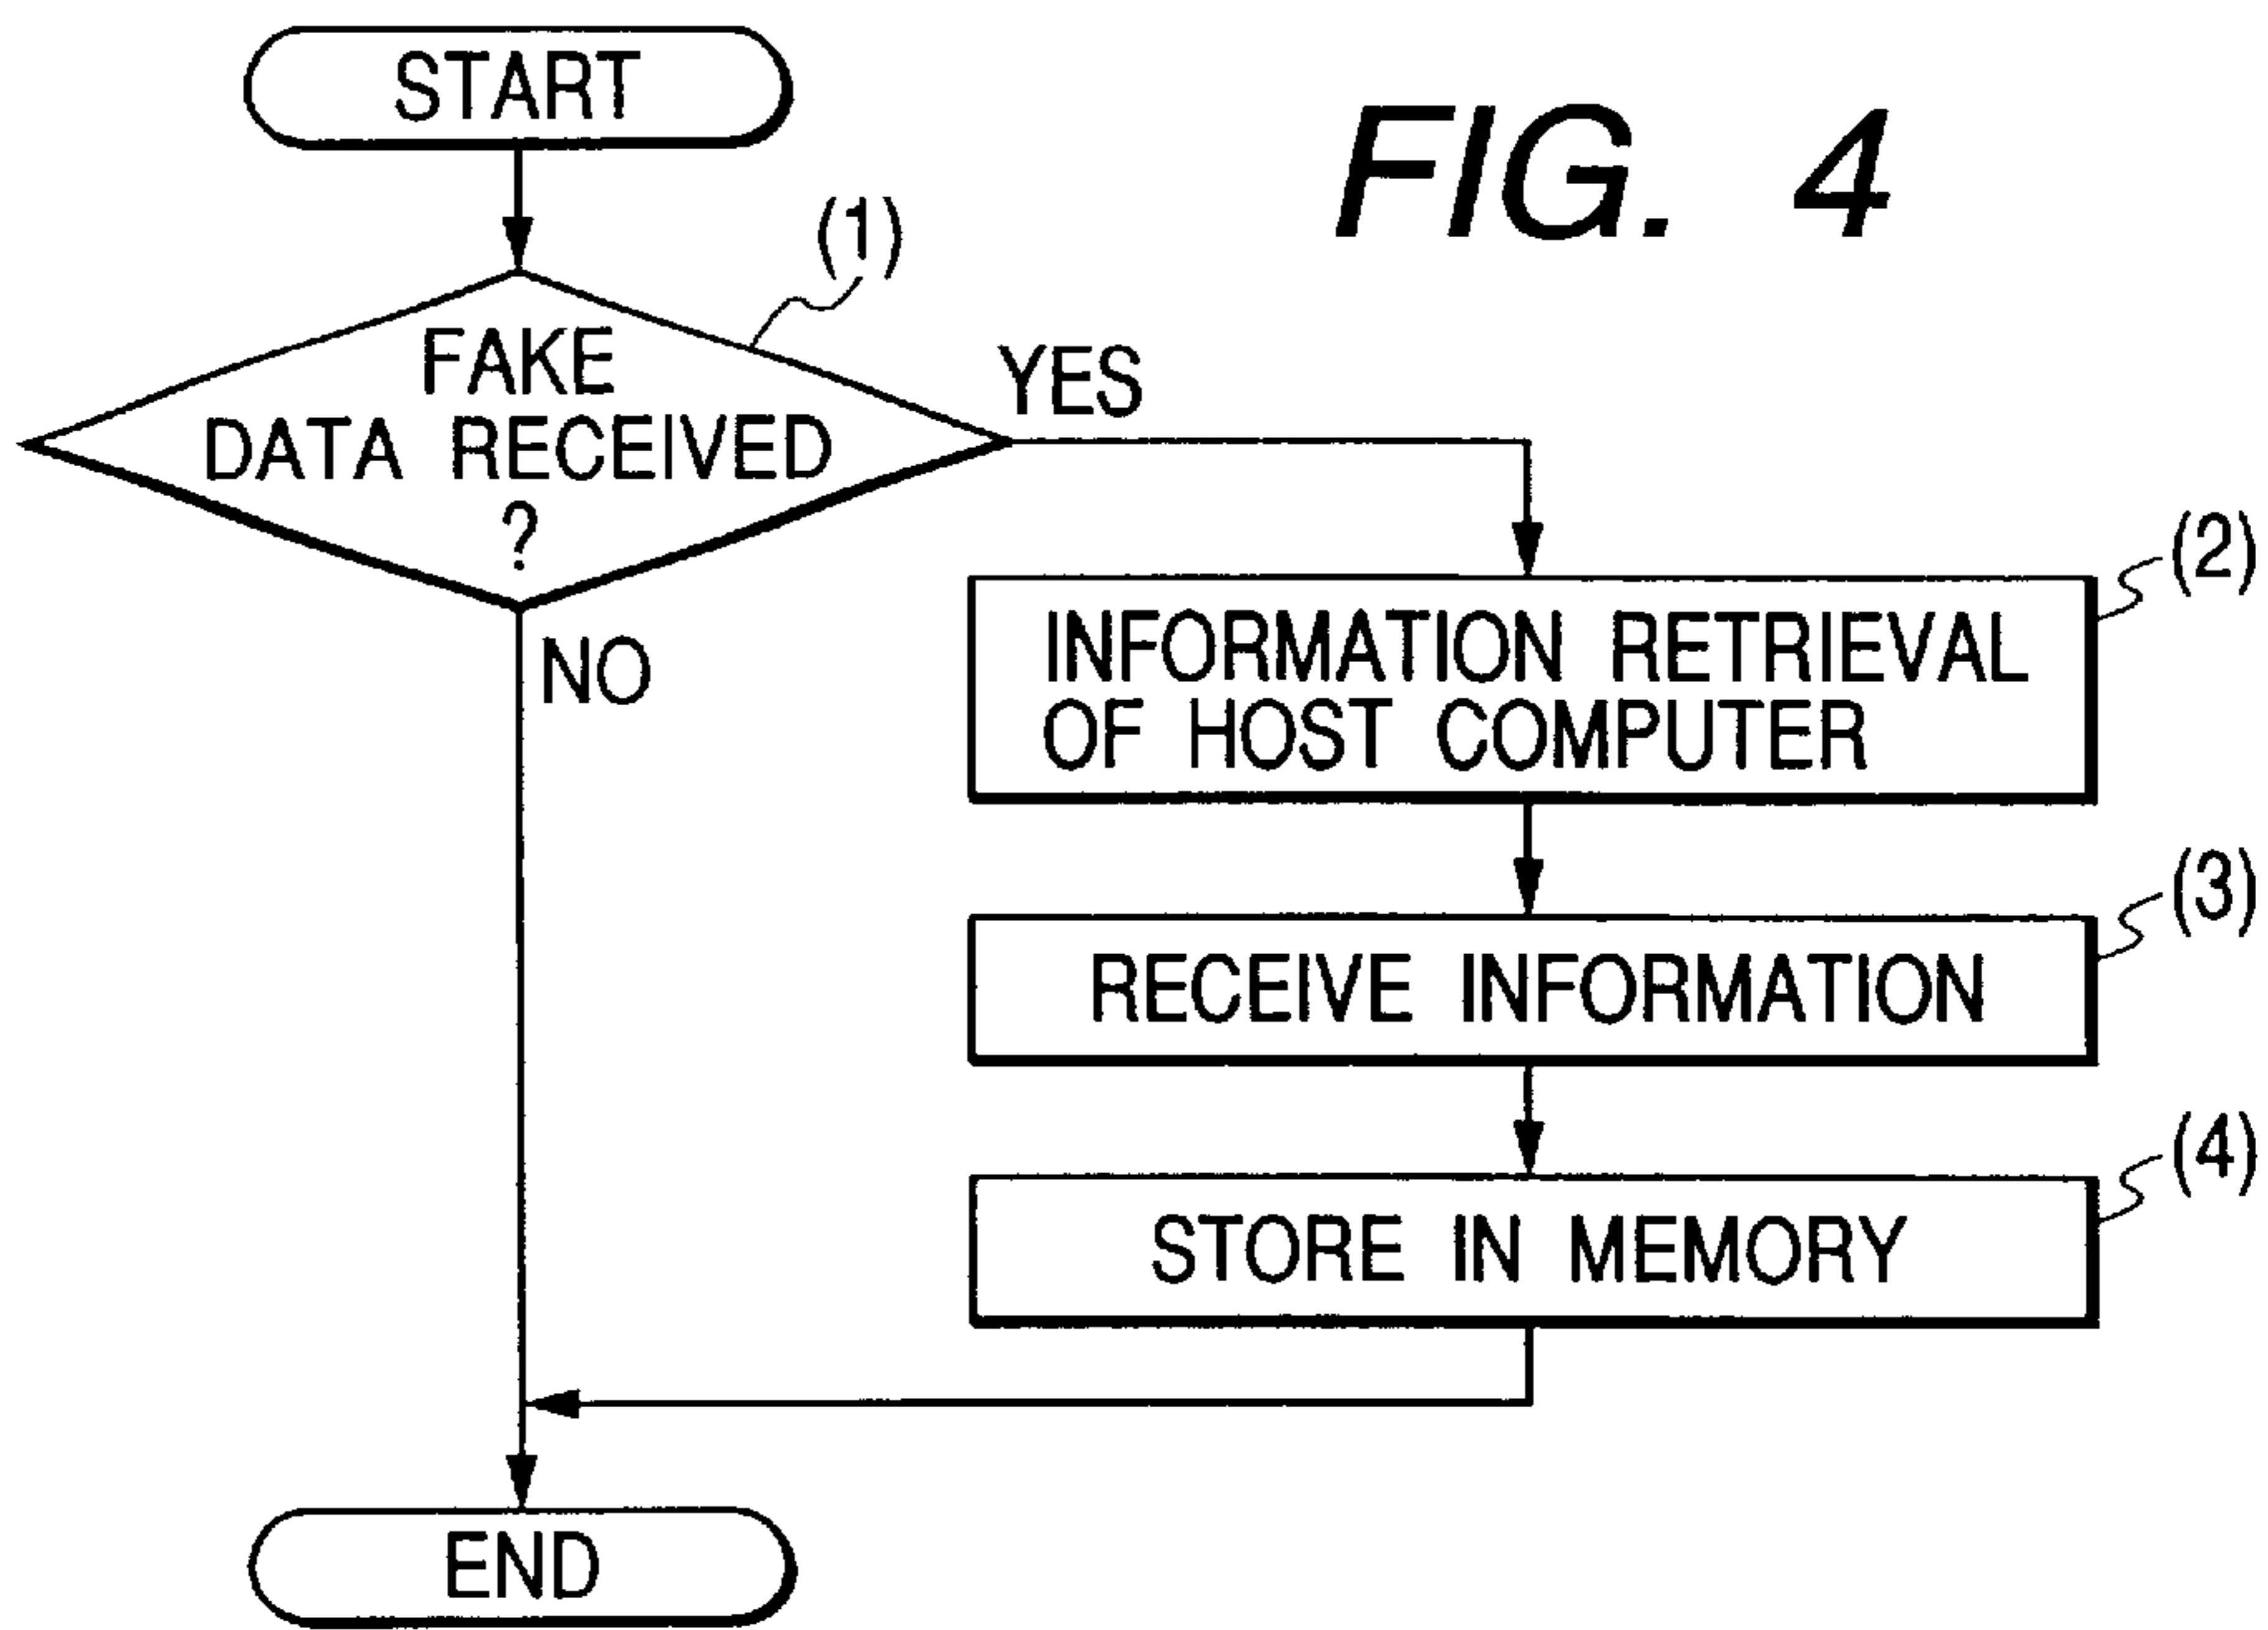 START
FIG. 4
(1)
FAKE
DATA RECEIVED
?
YES
NO
(2)
INFORMATION RETRIEVAL
OF HOST COMPUTER
(3)
RECEIVE INFORMATION
(4)
STORE IN MEMORY
END